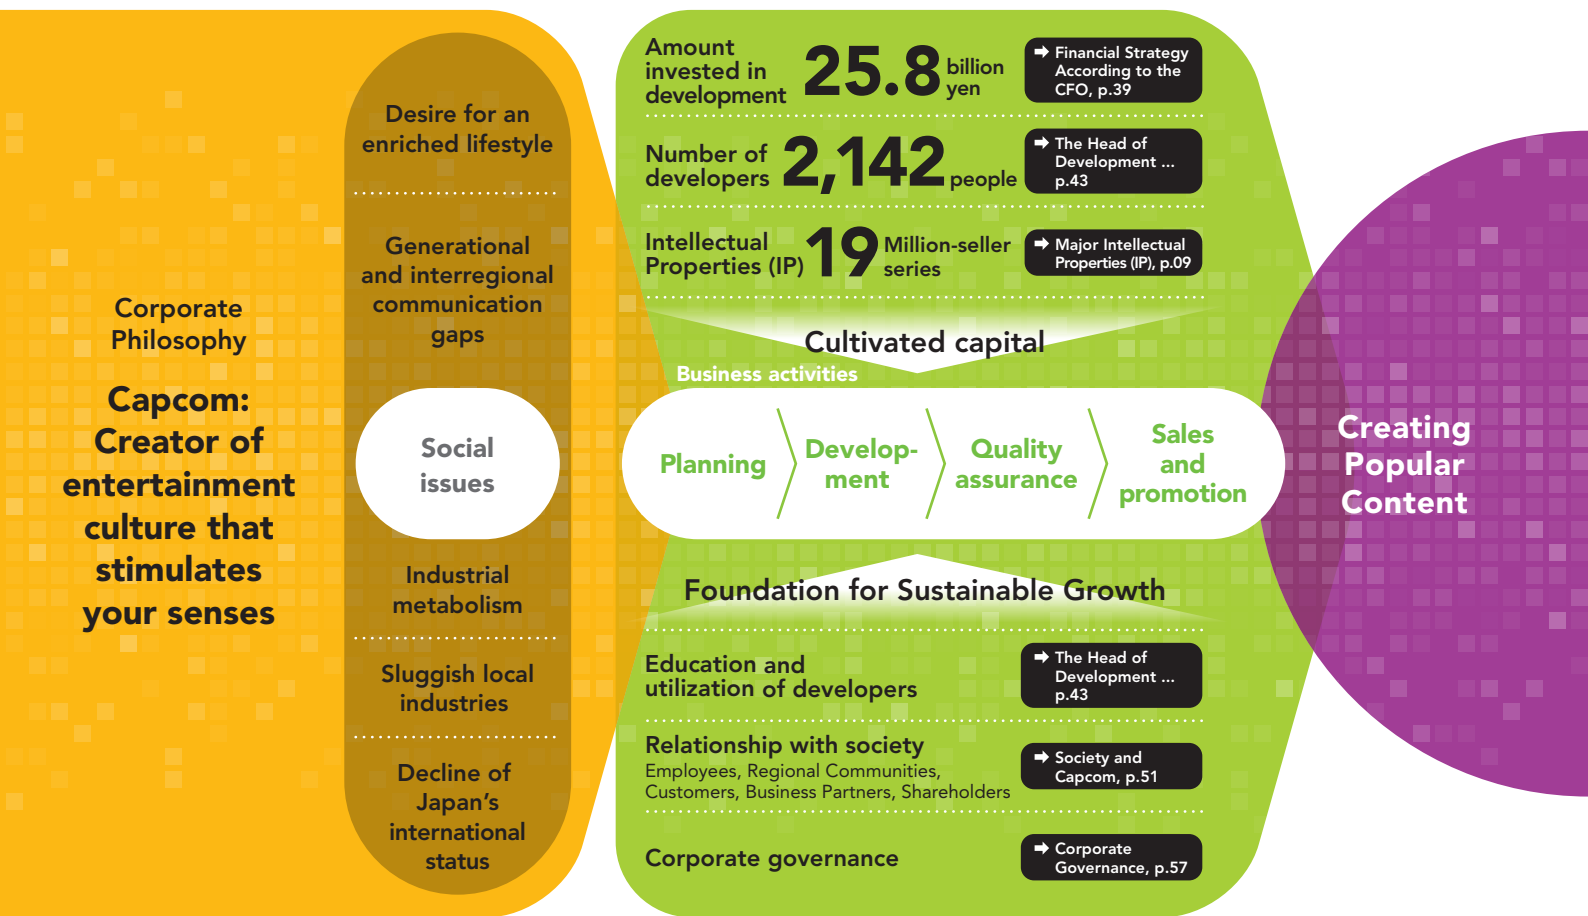 Corporate
Philosophy
Capcom:
Creator of
entertainment
culture that
stimulates
your senses
Desire for an
enriched lifestyle
Generational
and interregional
communication
gaps
Social
issues
Industrial
metabolism
Sluggish local
industries
Decline of
Japan's
international
status
Amount
invested in
development
25.8 billion
yen
➡ Financial Strategy
According to the
CFO, p.39
Number of
developers
2,142 people
➡ The Head of
Development ...
p.43
Intellectual
Properties (IP)
19 Million-seller
series
➡ Major Intellectual
Properties (IP), p.09
Cultivated capital
Business activities
Planning
Develop-
ment
Quality
assurance
Sales
and
promotion
Foundation for Sustainable Growth
Education and
utilization of developers
➡ The Head of
Development ...
p.43
Relationship with society
Employees, Regional Communities,
Customers, Business Partners, Shareholders
➡ Society and
Capcom, p.51
Corporate governance
➡ Corporate
Governance, p.57
Creating
Popular
Content